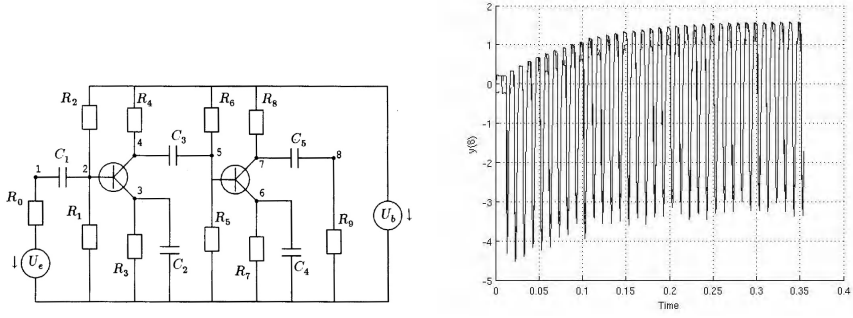 R2 R4 R6 R8
C1 C3 C5
1 2 3 4 5 6 7 8
R0 R1 R3 R5 R7 R9
C2 C4
Ue Ub
2
1
0
-1
-2
-3
-4
-5
y(8)
0 0.05 0.1 0.15 0.2 0.25 0.3 0.35 0.4
Time